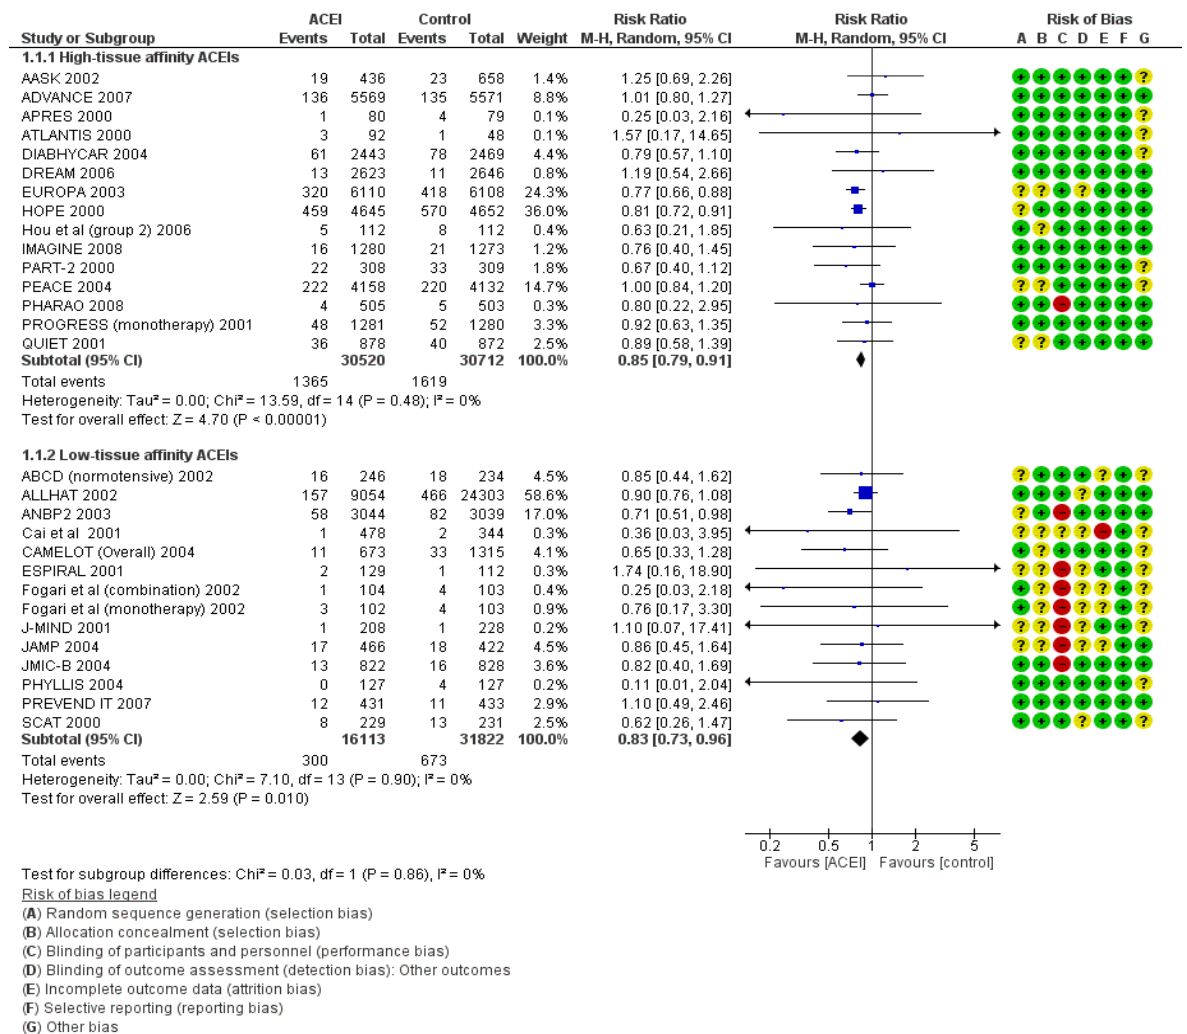 ACEI Control Risk Ratio Risk Ratio Risk of Bias
Study or Subgroup Events Total Events Total Weight M-H, Random, 95% CI M-H, Random, 95% CI A B C D E F G
1.1.1 High-tissue affinity ACEIs
AASK 2002 19 436 23 658 1.4% 1.25 [0.69, 2.26] + + + + + + ?
ADVANCE 2007 136 5569 135 5571 8.8% 1.01 [0.80, 1.27] + + + + + + +
APRES 2000 1 80 4 79 0.1% 0.25 [0.03, 2.16] + + + + + + ?
ATLANTIS 2000 3 92 1 48 0.1% 1.57 [0.17, 14.65] + + + + + + ?
DIABHYCAR 2004 61 2443 78 2469 4.4% 0.79 [0.57, 1.10] + + + + + + ?
DREAM 2006 13 2623 11 2646 0.8% 1.19 [0.54, 2.66] + + + + + + +
EUROPA 2003 320 6110 418 6108 24.3% 0.77 [0.66, 0.88] ? ? + ? + + +
HOPE 2000 459 4645 570 4652 36.0% 0.81 [0.72, 0.91] ? + + + + + +
Hou et al (group 2) 2006 5 112 8 112 0.4% 0.63 [0.21, 1.85] + ? + + + + +
IMAGINE 2008 16 1280 21 1273 1.2% 0.76 [0.40, 1.45] + + + + + + +
PART-2 2000 22 308 33 309 1.8% 0.67 [0.40, 1.12] + + + + + + ?
PEACE 2004 222 4158 220 4132 14.7% 1.00 [0.84, 1.20] ? ? + + + + +
PHARAO 2008 4 505 5 503 0.3% 0.80 [0.22, 2.95] + + - + + + +
PROGRESS (monotherapy) 2001 48 1281 52 1280 3.3% 0.92 [0.63, 1.35] + + + + + + +
QUIET 2001 36 878 40 872 2.5% 0.89 [0.58, 1.39] ? ? + + + + +
Subtotal (95% CI) 30520 30712 100.0% 0.85 [0.79, 0.91]
Total events 1365 1619
Heterogeneity: Tau² = 0.00; Chi² = 13.59, df = 14 (P = 0.48); I² = 0%
Test for overall effect: Z = 4.70 (P < 0.00001)
1.1.2 Low-tissue affinity ACEIs
ABCD (normotensive) 2002 16 246 18 234 4.5% 0.85 [0.44, 1.62] ? + + + ? + ?
ALLHAT 2002 157 9054 466 24303 58.6% 0.90 [0.76, 1.08] + + + ? + + +
ANBP2 2003 58 3044 82 3039 17.0% 0.71 [0.51, 0.98] ? + - + + + ?
Cai et al 2001 1 478 2 344 0.3% 0.36 [0.03, 3.95] ? ? ? ? - + ?
CAMELOT (Overall) 2004 11 673 33 1315 4.1% 0.65 [0.33, 1.28] + ? + + + + ?
ESPIRAL 2001 2 129 1 112 0.3% 1.74 [0.16, 18.90] ? ? - ? + + ?
Fogari et al (combination) 2002 1 104 4 103 0.4% 0.25 [0.03, 2.18] + ? - ? ? + ?
Fogari et al (monotherapy) 2002 3 102 4 103 0.9% 0.76 [0.17, 3.30] + ? - ? ? + ?
J-MIND 2001 1 208 1 228 0.2% 1.10 [0.07, 17.41] ? ? - ? + + ?
JAMP 2004 17 466 18 422 4.5% 0.86 [0.45, 1.64] ? ? - ? ? + ?
JMIC-B 2004 13 822 16 828 3.6% 0.82 [0.40, 1.69] + + - + + + +
PHYLLIS 2004 0 127 4 127 0.2% 0.11 [0.01, 2.04] + + + + + + ?
PREVEND IT 2007 12 431 11 433 2.9% 1.10 [0.49, 2.46] + + + + + + +
SCAT 2000 8 229 13 231 2.5% 0.62 [0.26, 1.47] + + + ? + + ?
Subtotal (95% CI) 16113 31822 100.0% 0.83 [0.73, 0.96]
Total events 300 673
Heterogeneity: Tau² = 0.00; Chi² = 7.10, df = 13 (P = 0.90); I² = 0%
Test for overall effect: Z = 2.59 (P = 0.010)
0.2 0.5 1 2 5
Favours [ACEI] Favours [control]
Test for subgroup differences: Chi² = 0.03, df = 1 (P = 0.86), I² = 0%
Risk of bias legend
(A) Random sequence generation (selection bias)
(B) Allocation concealment (selection bias)
(C) Blinding of participants and personnel (performance bias)
(D) Blinding of outcome assessment (detection bias): Other outcomes
(E) Incomplete outcome data (attrition bias)
(F) Selective reporting (reporting bias)
(G) Other bias